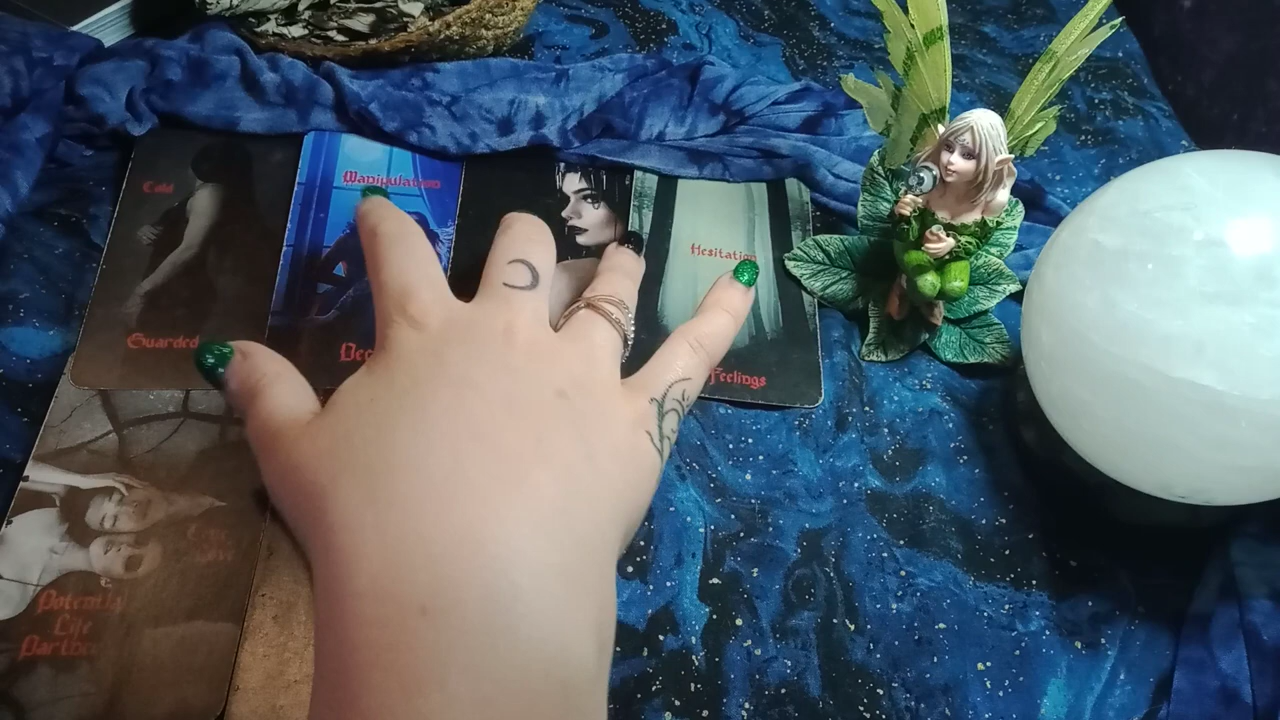 Cold
Guarded
Manipulation
Hesitation
Feelings
Potential
Life
Partner